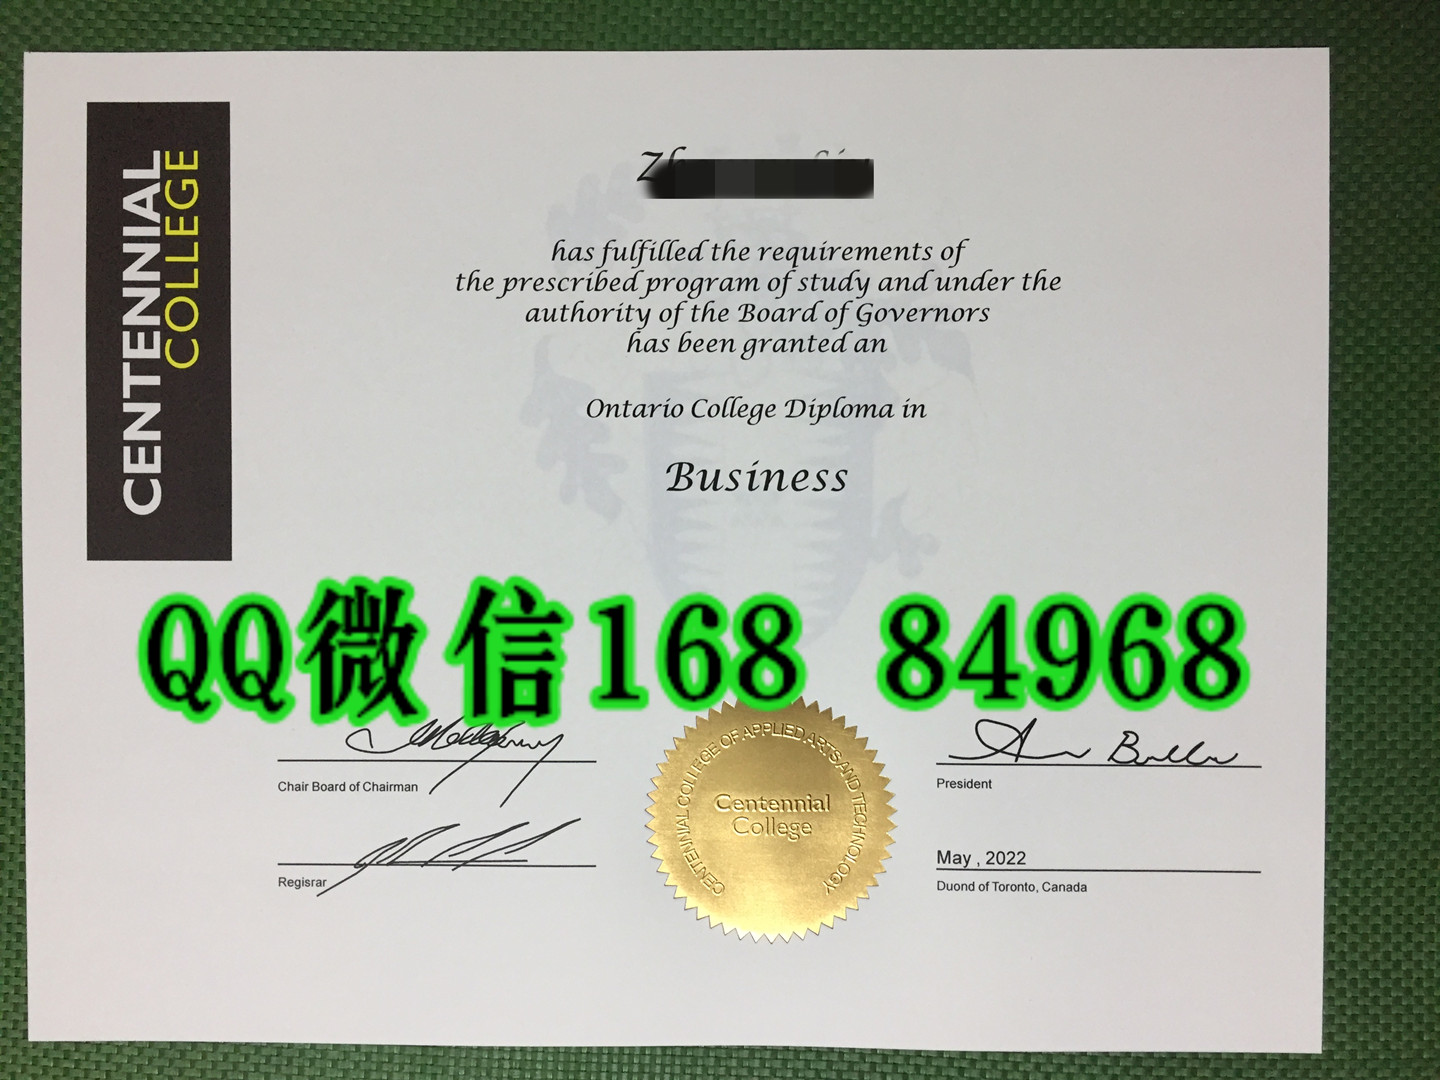 CENTENNIAL
COLLEGE
has fulfilled the requirements of
the prescribed program of study and under the
authority of the Board of Governors
has been granted an
Ontario College Diploma in
Business
QQ微信168 84968
Chair Board of Chairman
President
Regisrar
May , 2022
Duond of Toronto, Canada
CENTENNIAL COLLEGE OF APPLIED ARTS AND TECHNOLOGY
Centennial
College